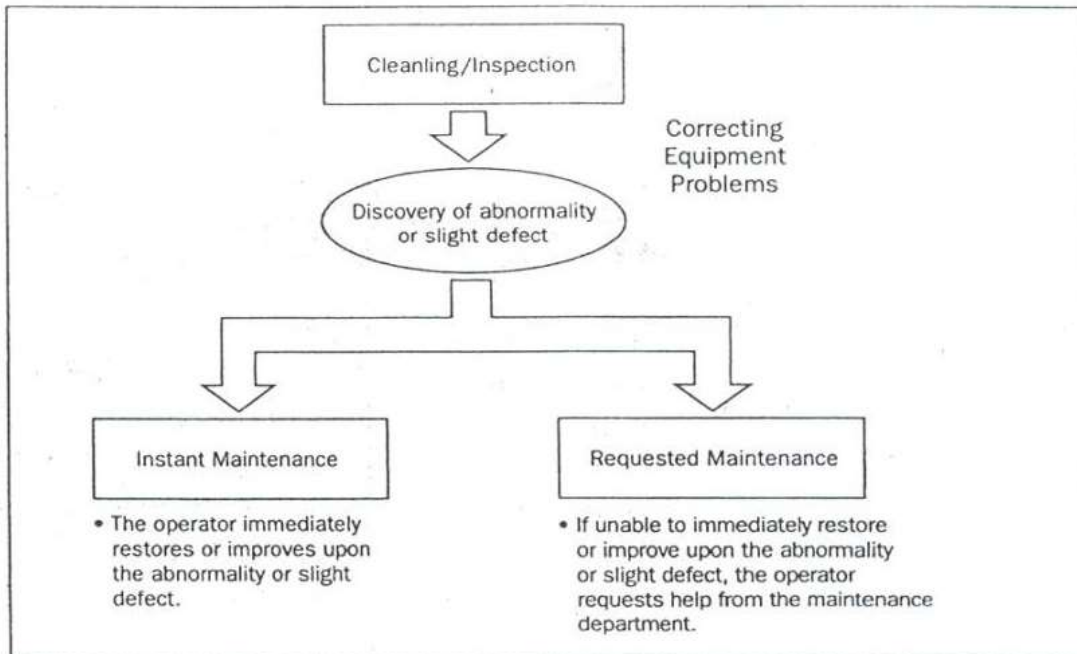 Cleanling/Inspection
Correcting
Equipment
Problems
Discovery of abnormality
or slight defect
Instant Maintenance
• The operator immediately
restores or improves upon
the abnormality or slight
defect.
Requested Maintenance
• If unable to immediately restore
or improve upon the abnormality
or slight defect, the operator
requests help from the maintenance
department.